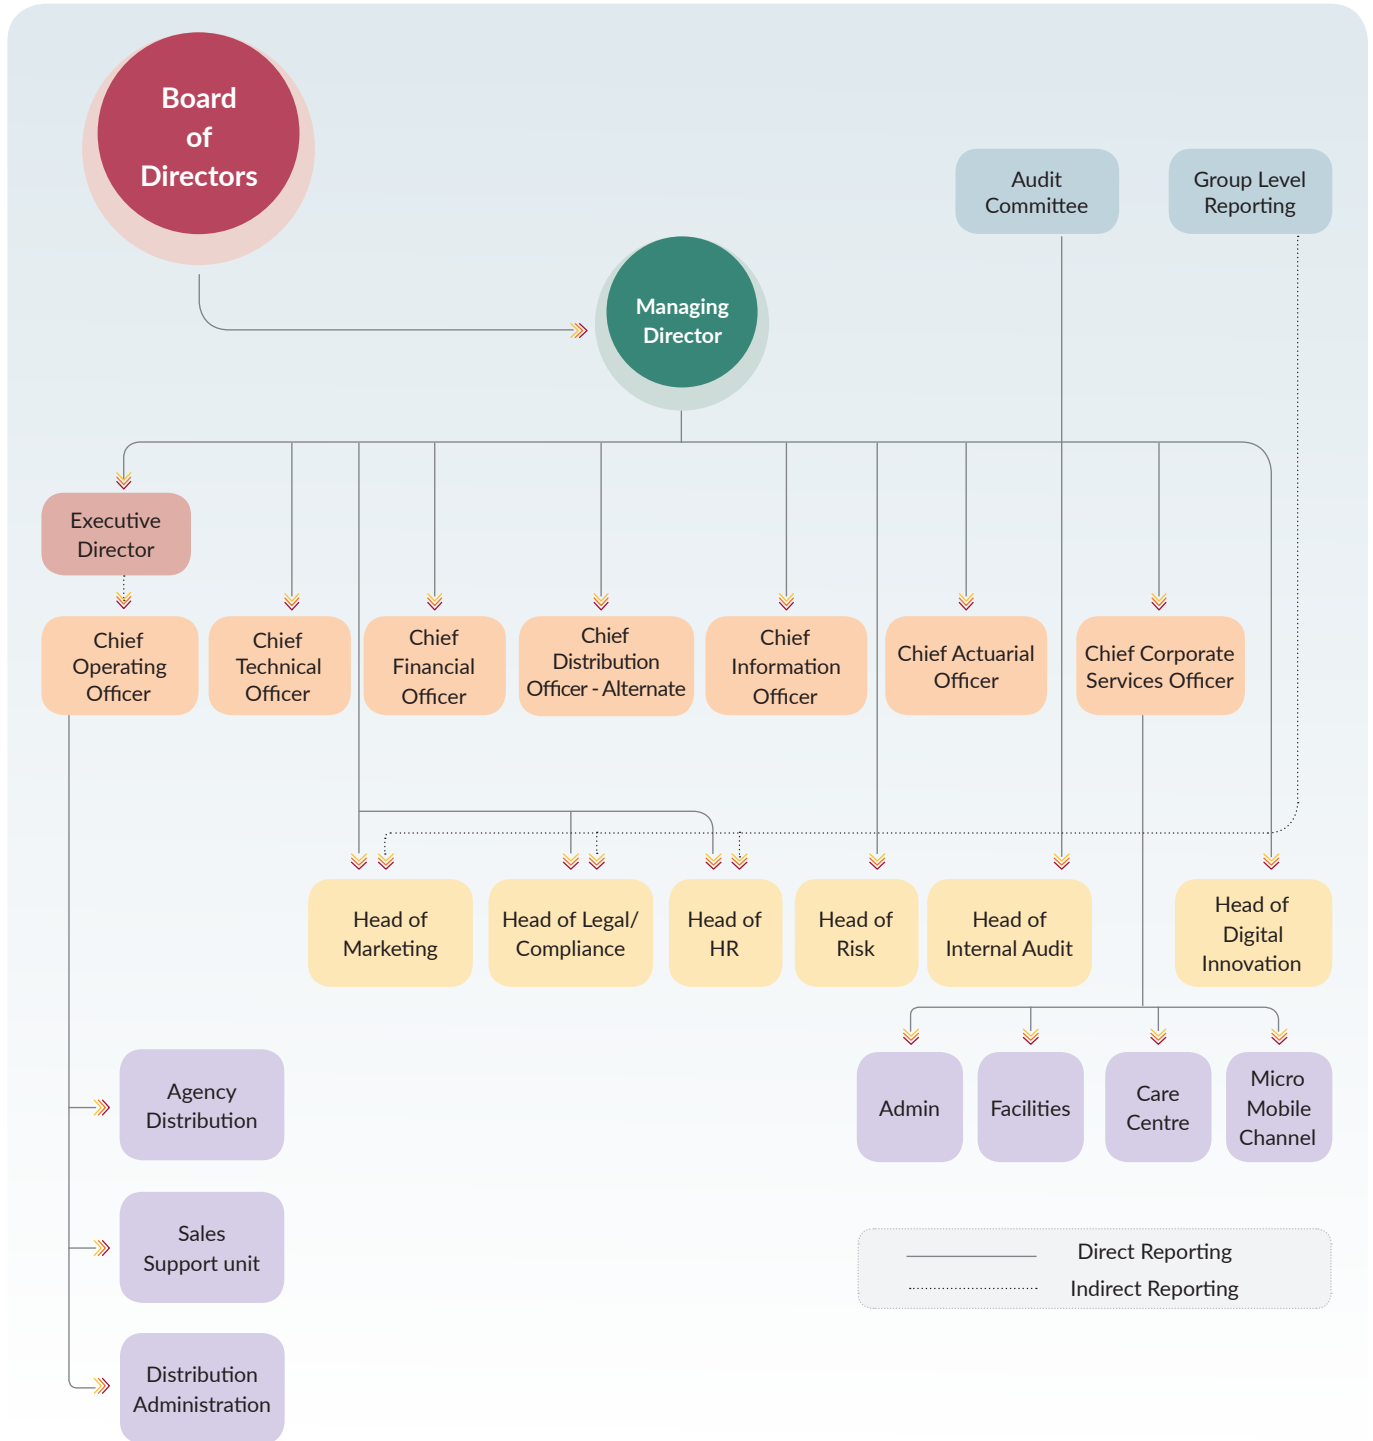 Board
of
Directors
Audit
Committee
Group Level
Reporting
Managing
Director
Executive
Director
Chief
Operating
Officer
Chief
Technical
Officer
Chief
Financial
Officer
Chief
Distribution
Officer - Alternate
Chief
Information
Officer
Chief Actuarial
Officer
Chief Corporate
Services Officer
Head of
Marketing
Head of Legal/
Compliance
Head of
HR
Head of
Risk
Head of
Internal Audit
Head of
Digital
Innovation
Agency
Distribution
Admin
Facilities
Care
Centre
Micro
Mobile
Channel
Sales
Support unit
Direct Reporting
Indirect Reporting
Distribution
Administration